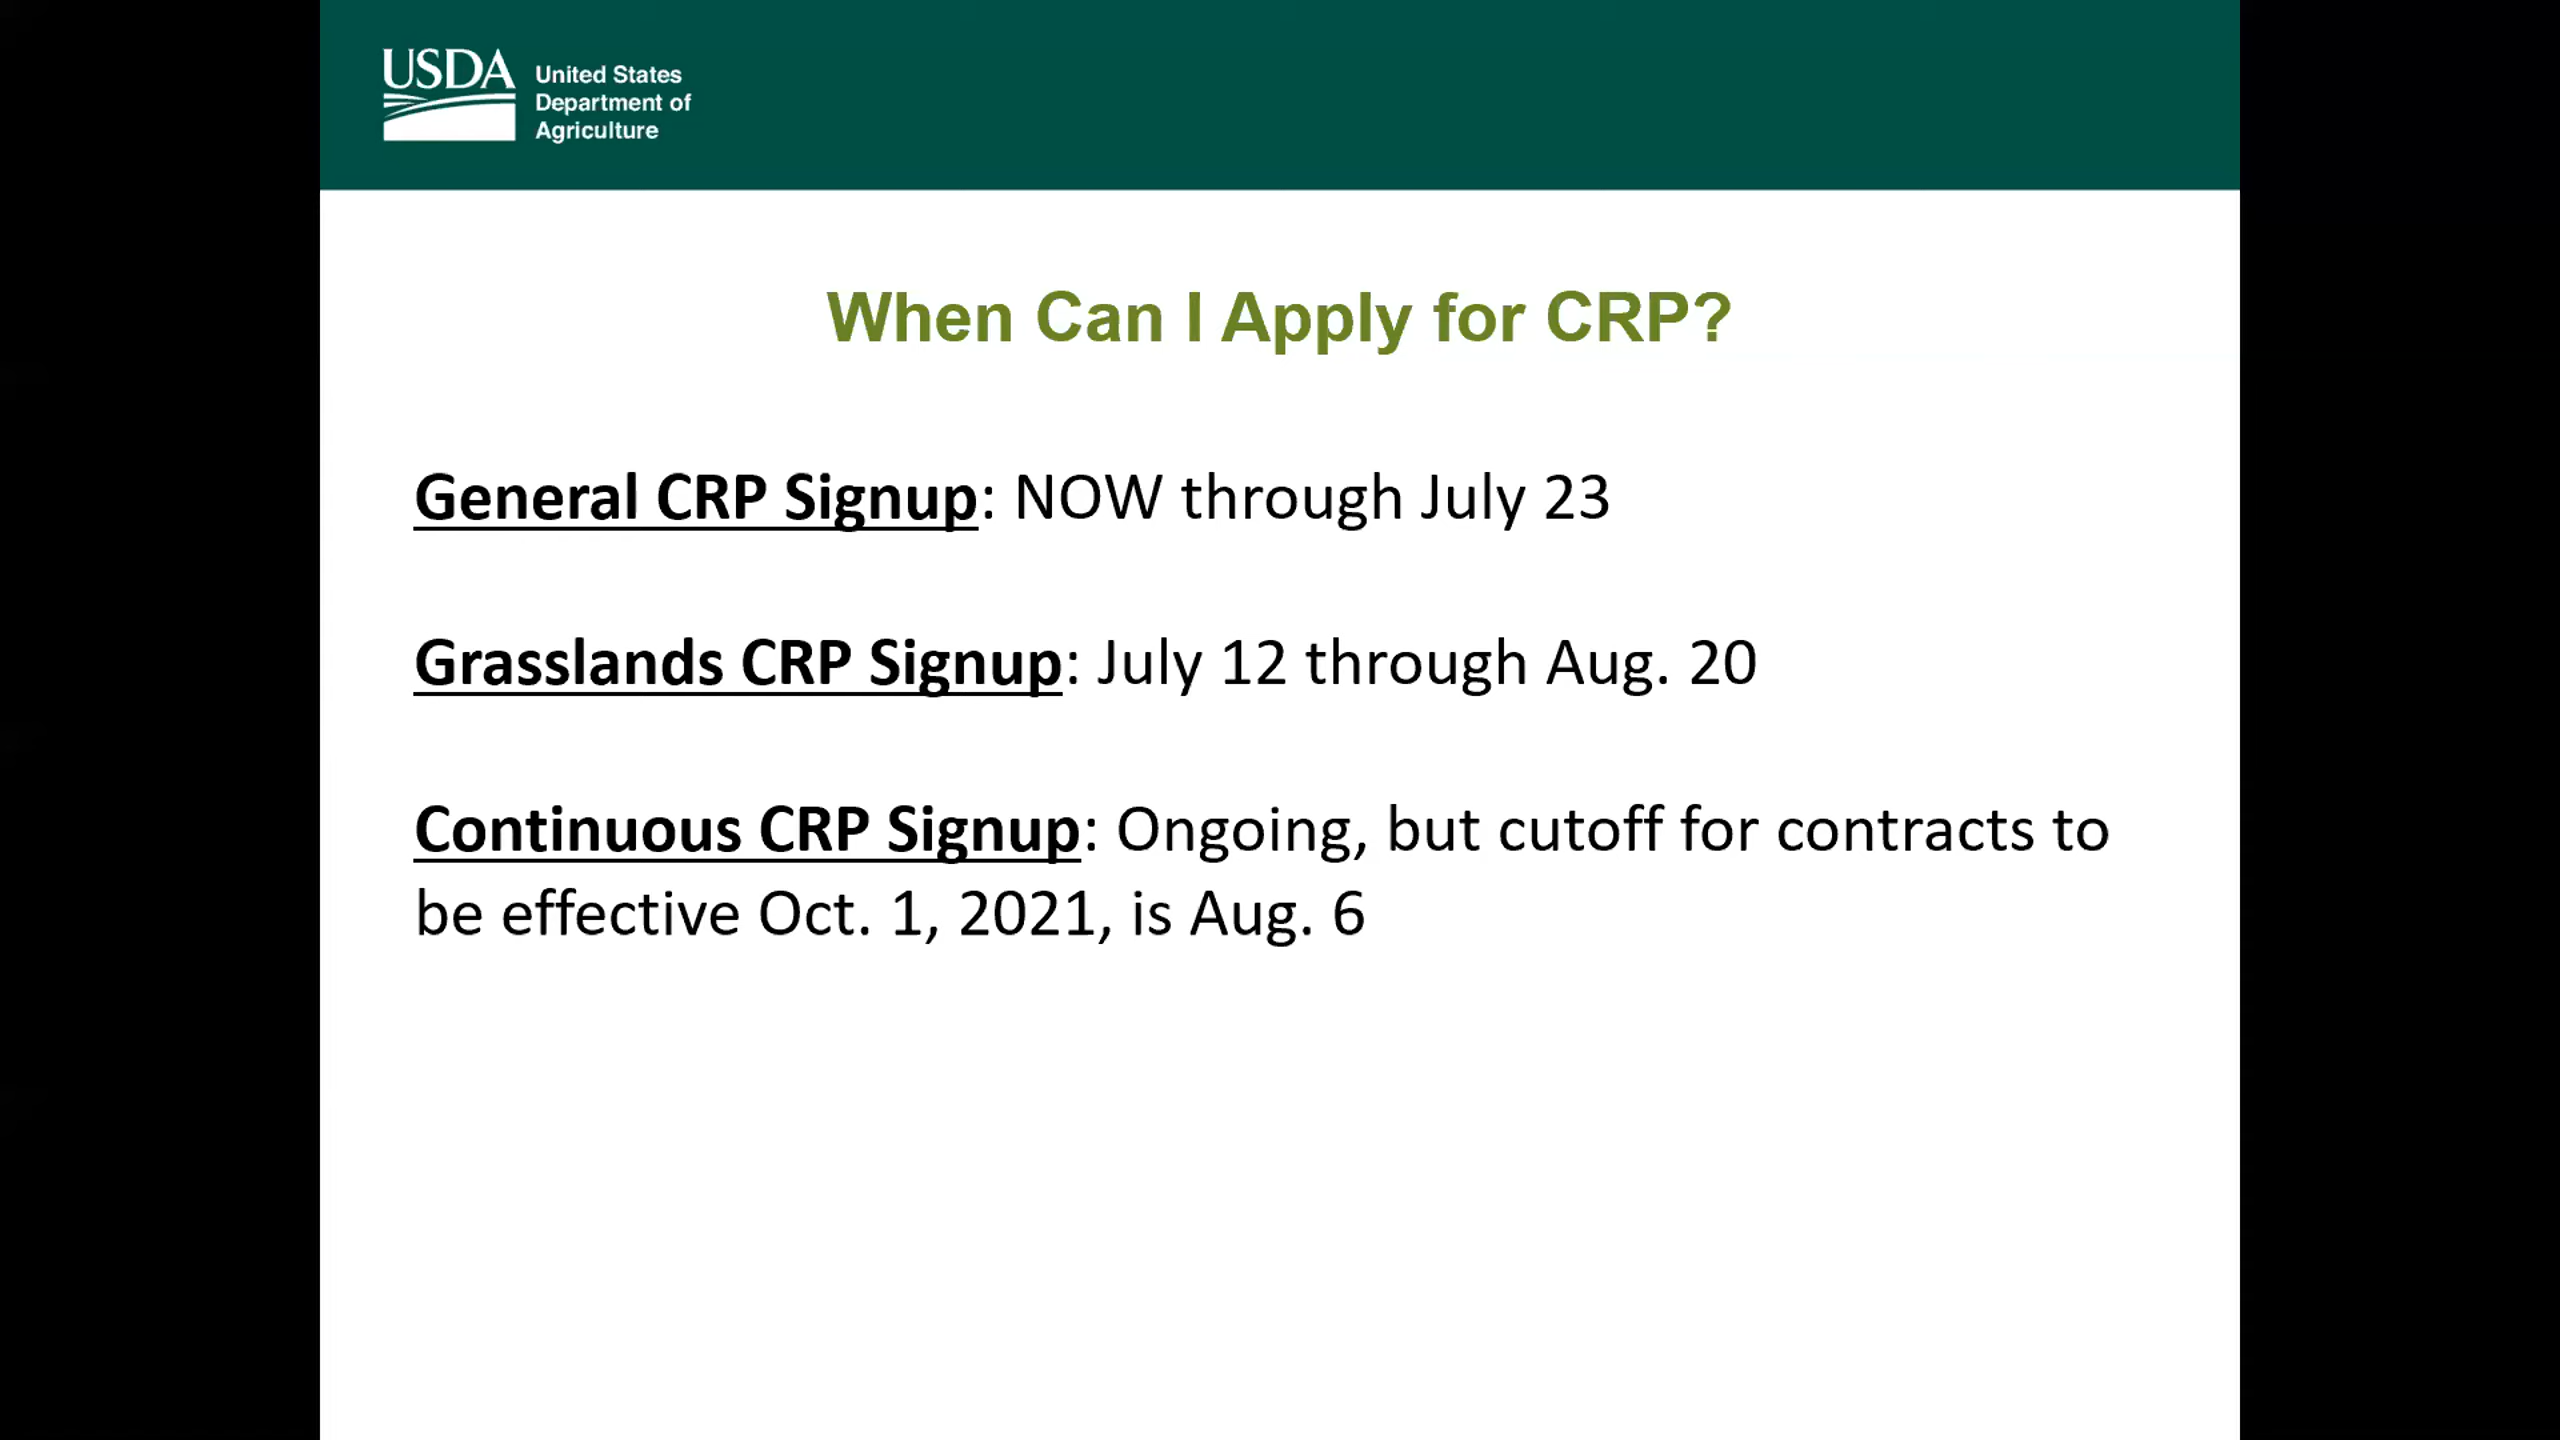 USDA
United States
Department of
Agriculture
When Can I Apply for CRP?
General CRP Signup: NOW through July 23
Grasslands CRP Signup: July 12 through Aug. 20
Continuous CRP Signup: Ongoing, but cutoff for contracts to
be effective Oct. 1, 2021, is Aug. 6